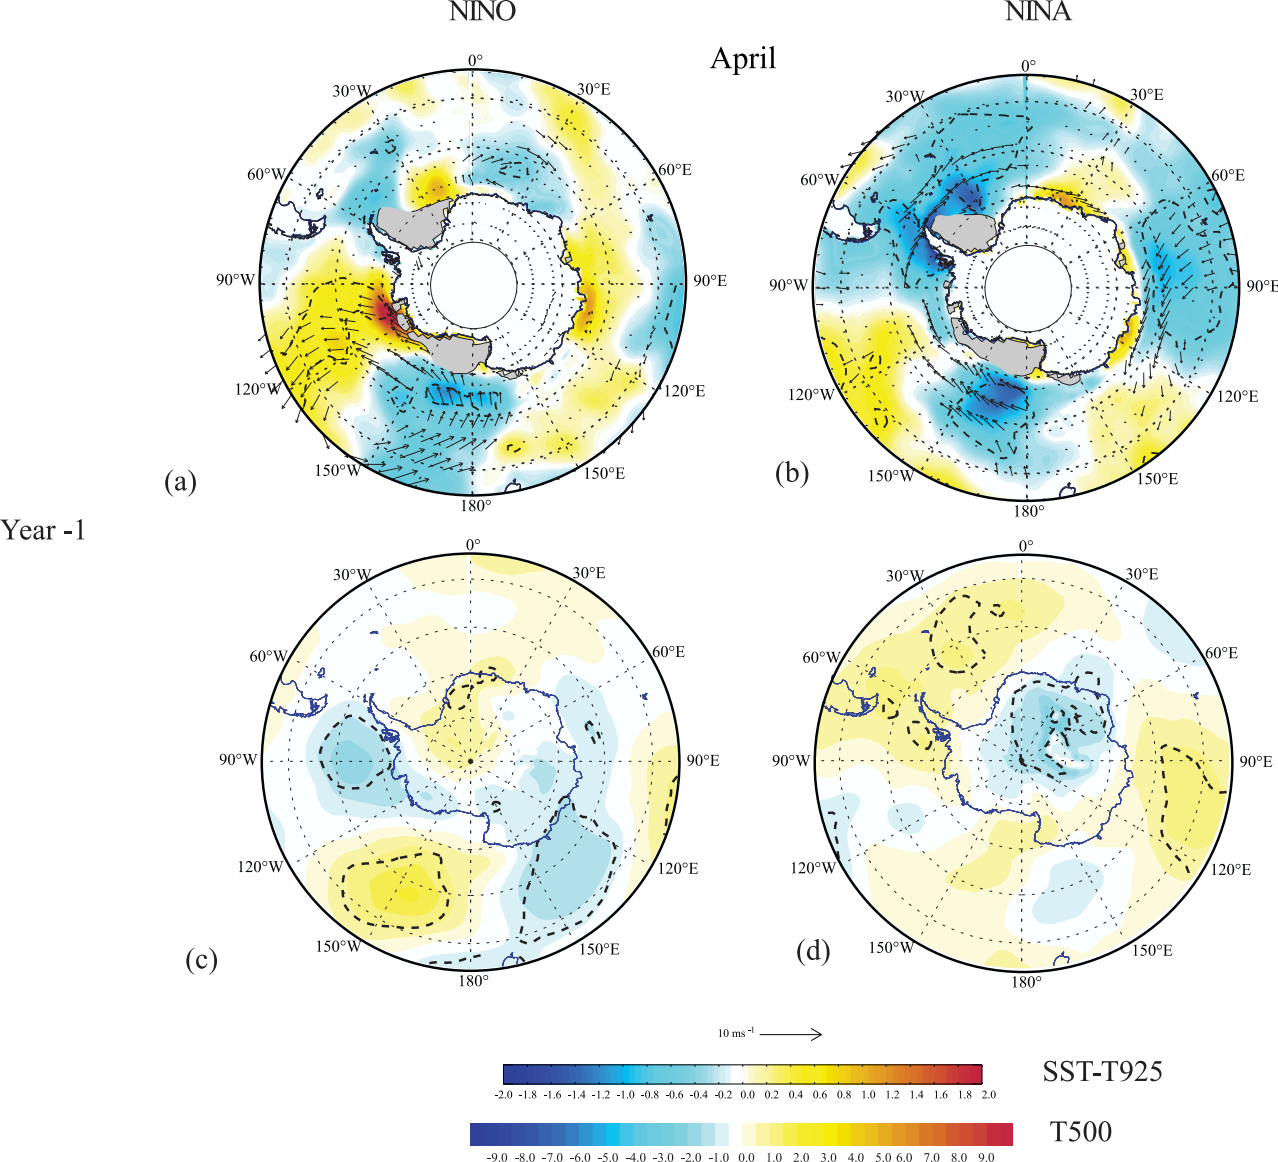 NINO
NINA
April
0°
30°E
60°E
90°E
120°E
150°E
180°
150°W
120°W
90°W
60°W
30°W
(a)
0°
30°E
60°E
90°E
120°E
150°E
180°
150°W
120°W
90°W
60°W
30°W
(b)
Year -1
0°
30°E
60°E
90°E
120°E
150°E
180°
150°W
120°W
90°W
60°W
30°W
(c)
0°
30°E
60°E
90°E
120°E
150°E
180°
150°W
120°W
90°W
60°W
30°W
(d)
10 ms -1
SST-T925
-2.0 -1.8 -1.6 -1.4 -1.2 -1.0 -0.8 -0.6 -0.4 -0.2 0.0 0.2 0.4 0.6 0.8 1.0 1.2 1.4 1.6 1.8 2.0
T500
-9.0 -8.0 -7.0 -6.0 -5.0 -4.0 -3.0 -2.0 -1.0 0.0 1.0 2.0 3.0 4.0 5.0 6.0 7.0 8.0 9.0